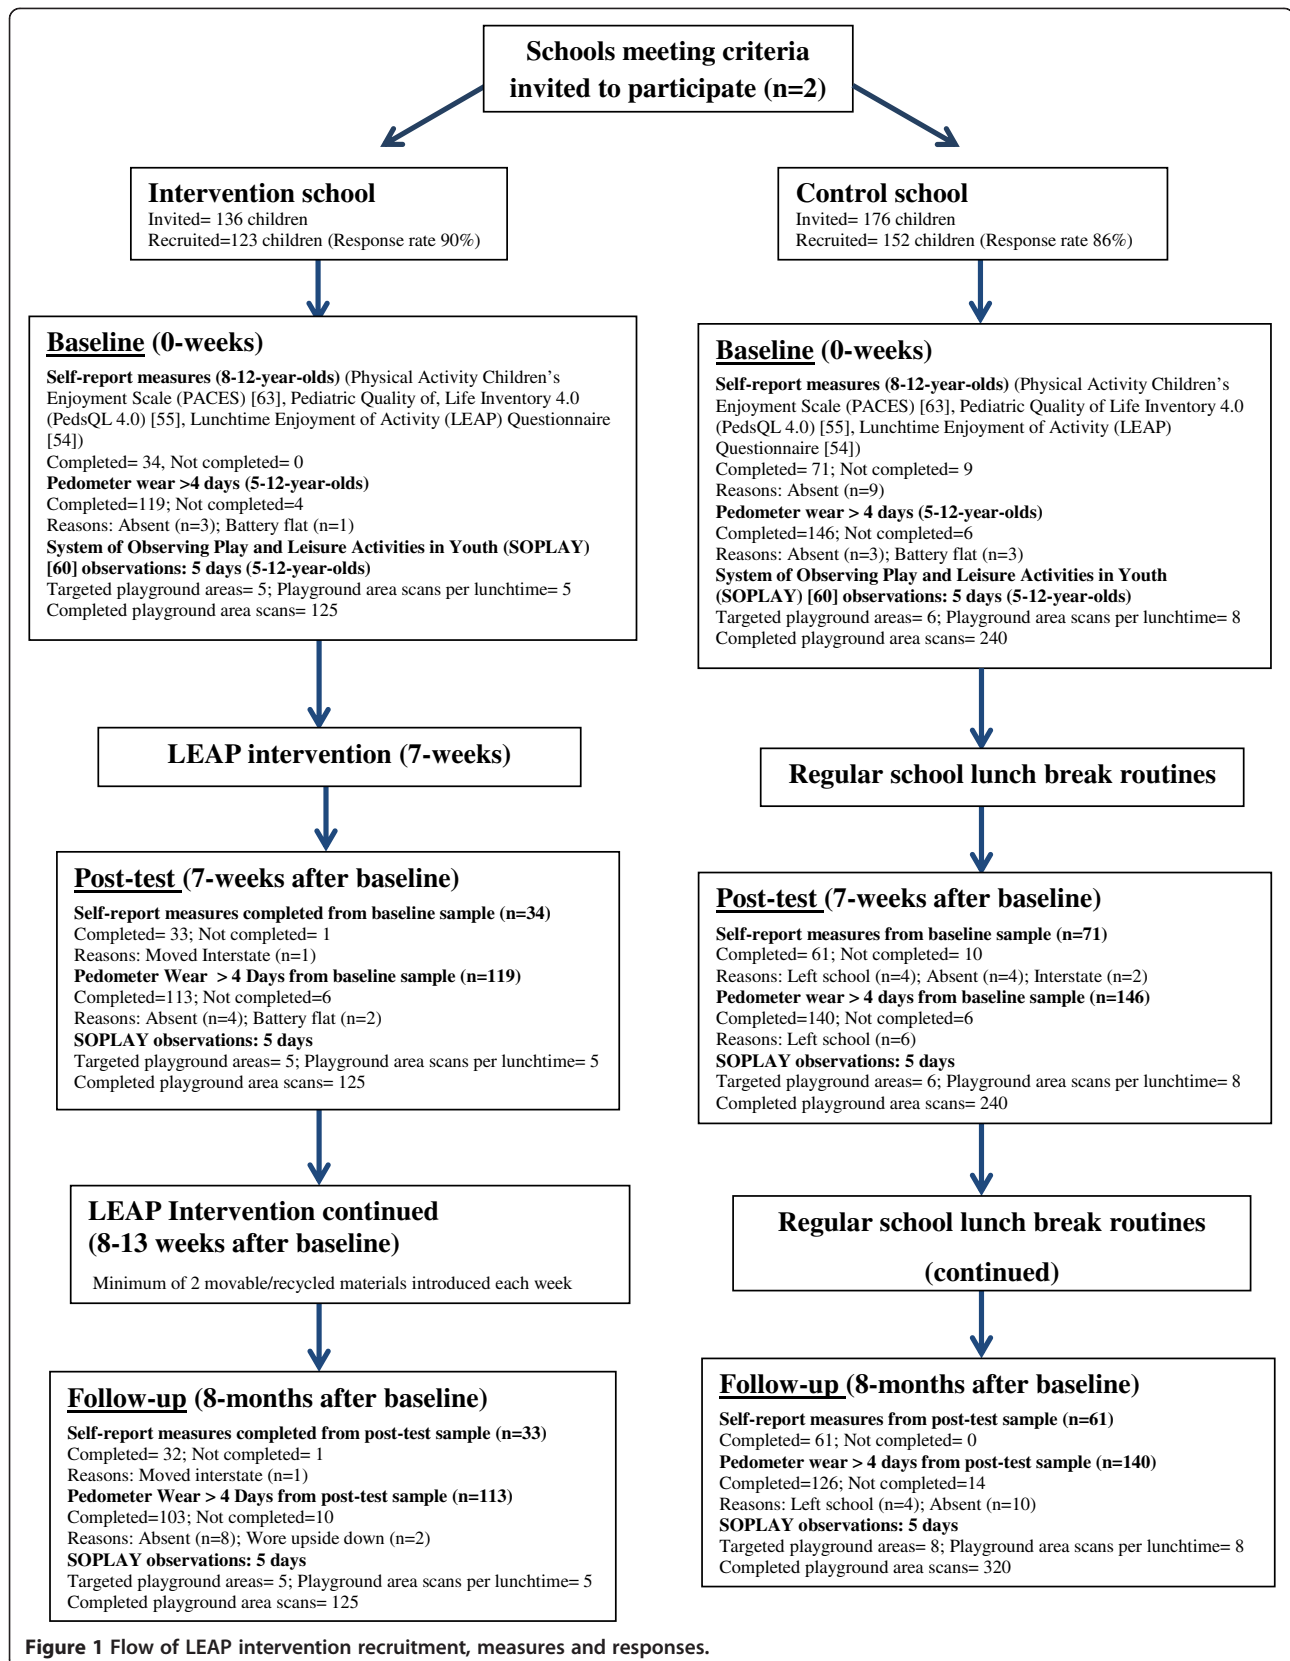 Schools meeting criteria
invited to participate (n=2)
Intervention school
Invited= 136 children
Recruited=123 children (Response rate 90%)
Control school
Invited= 176 children
Recruited= 152 children (Response rate 86%)
Baseline (0-weeks)
Self-report measures (8-12-year-olds) (Physical Activity Children's
Enjoyment Scale (PACES) [63], Pediatric Quality of, Life Inventory 4.0
(PedsQL 4.0) [55], Lunchtime Enjoyment of Activity (LEAP) Questionnaire
[54])
Completed= 34, Not completed= 0
Pedometer wear >4 days (5-12-year-olds)
Completed=119; Not completed=4
Reasons: Absent (n=3); Battery flat (n=1)
System of Observing Play and Leisure Activities in Youth (SOPLAY)
[60] observations: 5 days (5-12-year-olds)
Targeted playground areas= 5; Playground area scans per lunchtime= 5
Completed playground area scans= 125
Baseline (0-weeks)
Self-report measures (8-12-year-olds) (Physical Activity Children's
Enjoyment Scale (PACES) [63], Pediatric Quality of Life Inventory 4.0
(PedsQL 4.0) [55], Lunchtime Enjoyment of Activity (LEAP)
Questionnaire [54])
Completed= 71; Not completed= 9
Reasons: Absent (n=9)
Pedometer wear > 4 days (5-12-year-olds)
Completed=146; Not completed=6
Reasons: Absent (n=3); Battery flat (n=3)
System of Observing Play and Leisure Activities in Youth
(SOPLAY) [60] observations: 5 days (5-12-year-olds)
Targeted playground areas= 6; Playground area scans per lunchtime= 8
Completed playground area scans= 240
LEAP intervention (7-weeks)
Regular school lunch break routines
Post-test (7-weeks after baseline)
Self-report measures completed from baseline sample (n=34)
Completed= 33; Not completed= 1
Reasons: Moved Interstate (n=1)
Pedometer Wear > 4 Days from baseline sample (n=119)
Completed=113; Not completed=6
Reasons: Absent (n=4); Battery flat (n=2)
SOPLAY observations: 5 days
Targeted playground areas= 5; Playground area scans per lunchtime= 5
Completed playground area scans= 125
Post-test (7-weeks after baseline)
Self-report measures from baseline sample (n=71)
Completed= 61; Not completed= 10
Reasons: Left school (n=4); Absent (n=4); Interstate (n=2)
Pedometer wear > 4 days from baseline sample (n=146)
Completed=140; Not completed=6
Reasons: Left school (n=6)
SOPLAY observations: 5 days
Targeted playground areas= 6; Playground area scans per lunchtime= 8
Completed playground area scans= 240
LEAP Intervention continued
(8-13 weeks after baseline)
Minimum of 2 movable/recycled materials introduced each week
Regular school lunch break routines
(continued)
Follow-up (8-months after baseline)
Self-report measures completed from post-test sample (n=33)
Completed= 32; Not completed= 1
Reasons: Moved interstate (n=1)
Pedometer Wear > 4 Days from post-test sample (n=113)
Completed=103; Not completed=10
Reasons: Absent (n=8); Wore upside down (n=2)
SOPLAY observations: 5 days
Targeted playground areas= 5; Playground area scans per lunchtime= 5
Completed playground area scans= 125
Follow-up (8-months after baseline)
Self-report measures from post-test sample (n=61)
Completed= 61; Not completed= 0
Pedometer wear > 4 days from post-test sample (n=140)
Completed=126; Not completed=14
Reasons: Left school (n=4); Absent (n=10)
SOPLAY observations: 5 days
Targeted playground areas= 8; Playground area scans per lunchtime= 8
Completed playground area scans= 320
Figure 1 Flow of LEAP intervention recruitment, measures and responses.